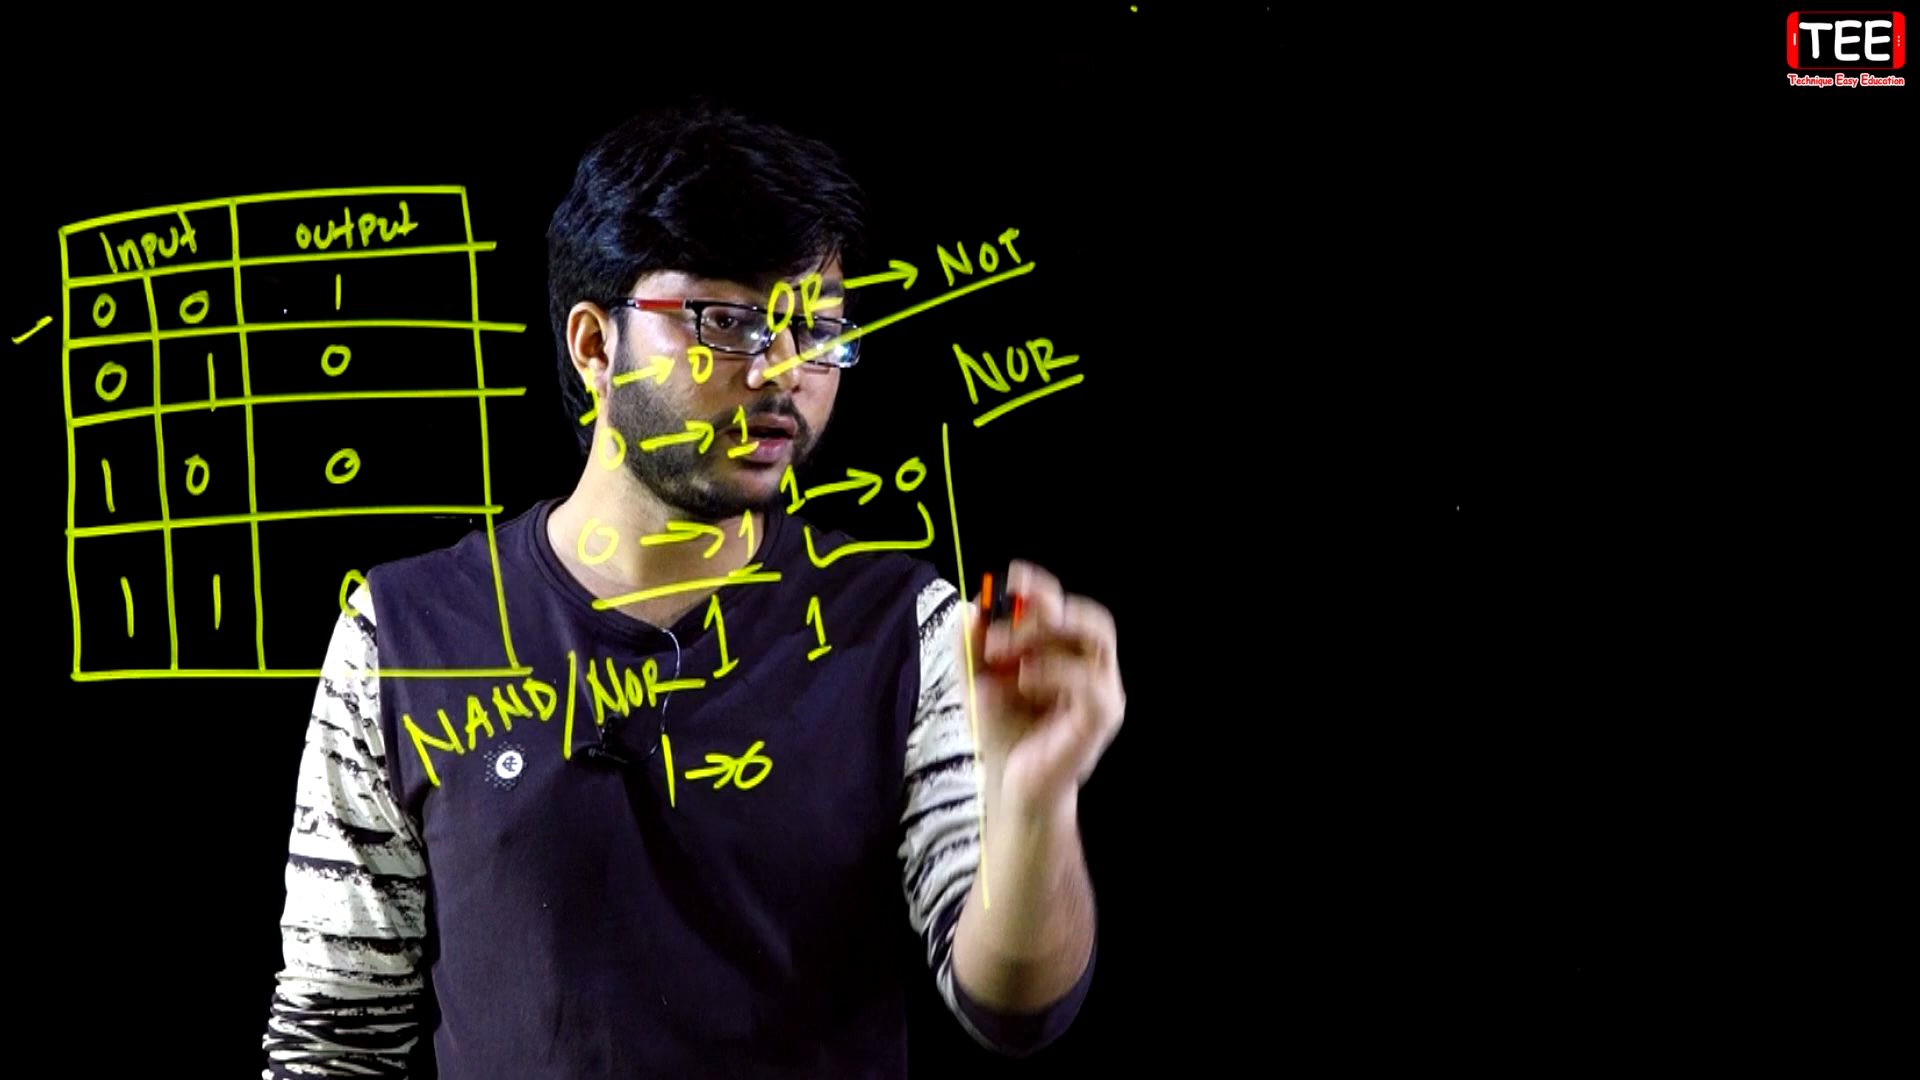 TEE
Technique Easy Education
Input output
0 0 1
0 1 0
1 0 0
1 1 0
OR → NOT
NOR
1 → 0
0 → 1
1 → 0
0 → 1
1 1
NAND/NOR
1 → 0